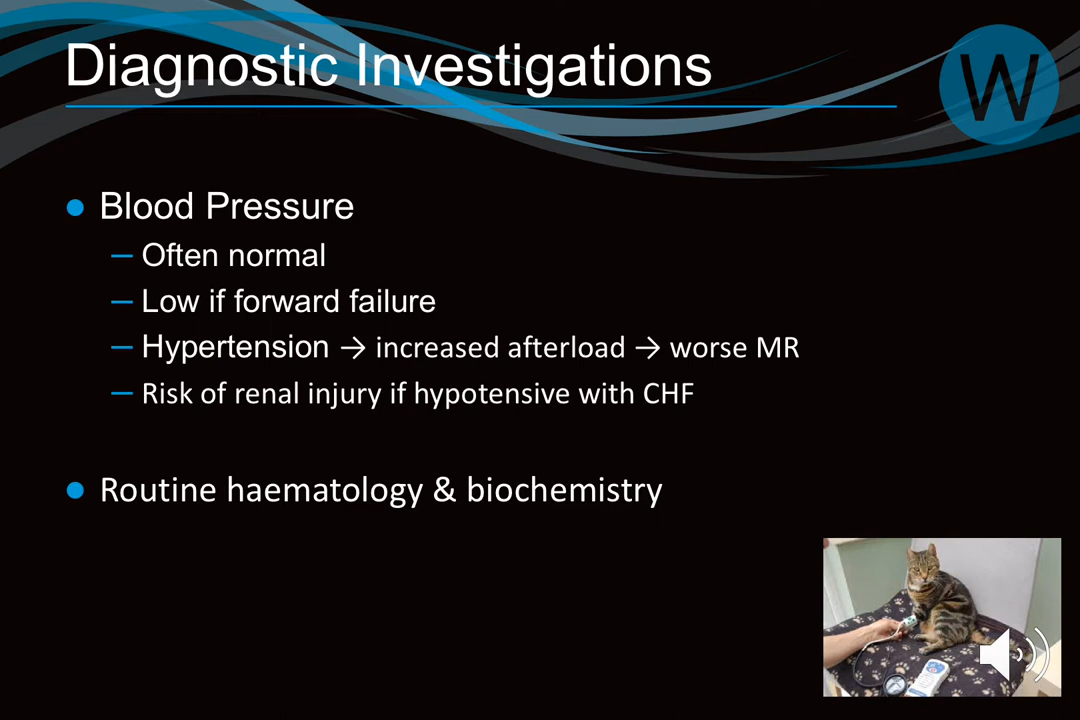 Diagnostic Investigations
W
Blood Pressure
– Often normal
– Low if forward failure
– Hypertension → increased afterload → worse MR
– Risk of renal injury if hypotensive with CHF
Routine haematology & biochemistry